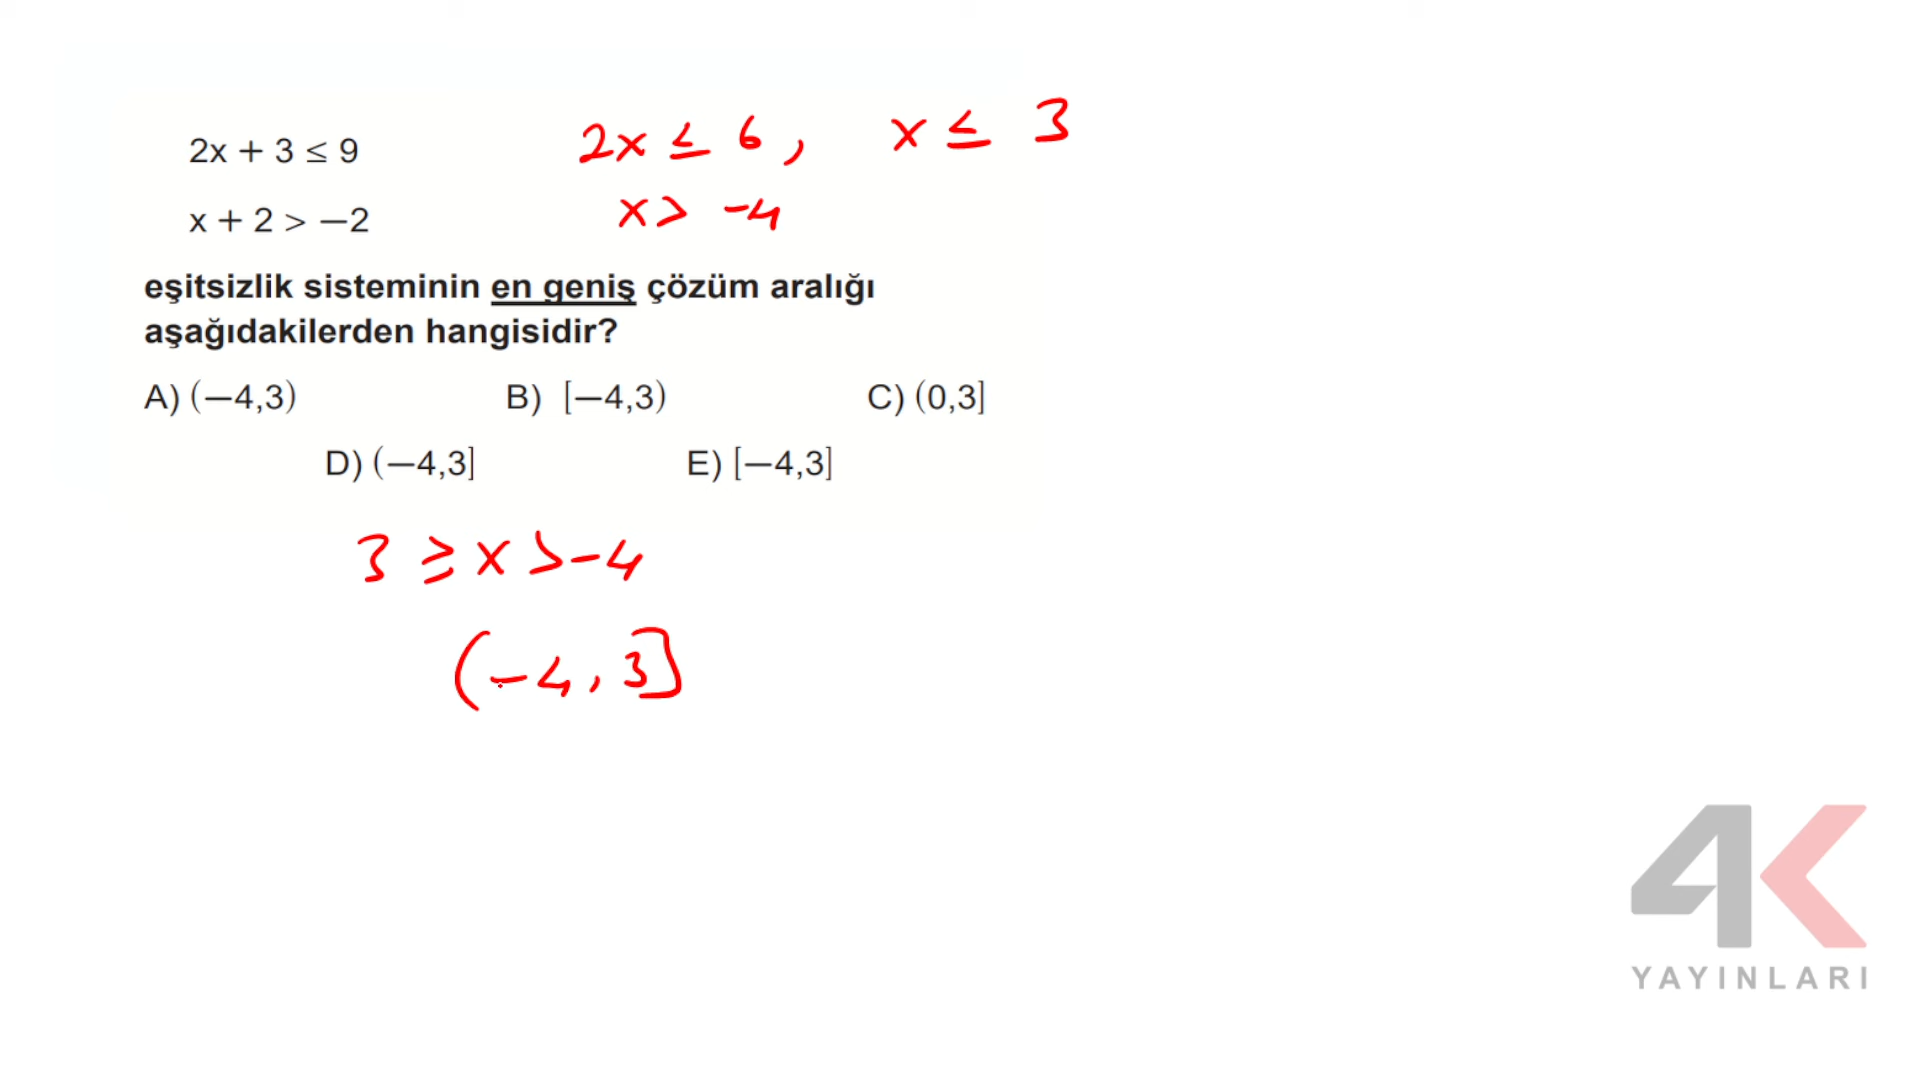 2x + 3 ≤ 9
2x ≤ 6, x ≤ 3
x + 2 > −2
x > -4
eşitsizlik sisteminin en geniş çözüm aralığı
aşağıdakilerden hangisidir?
A) (−4,3) B) [−4,3) C) (0,3]
D) (−4,3] E) [−4,3]
3 ≥ x > -4
(-4, 3]
4K
YAYINLARI